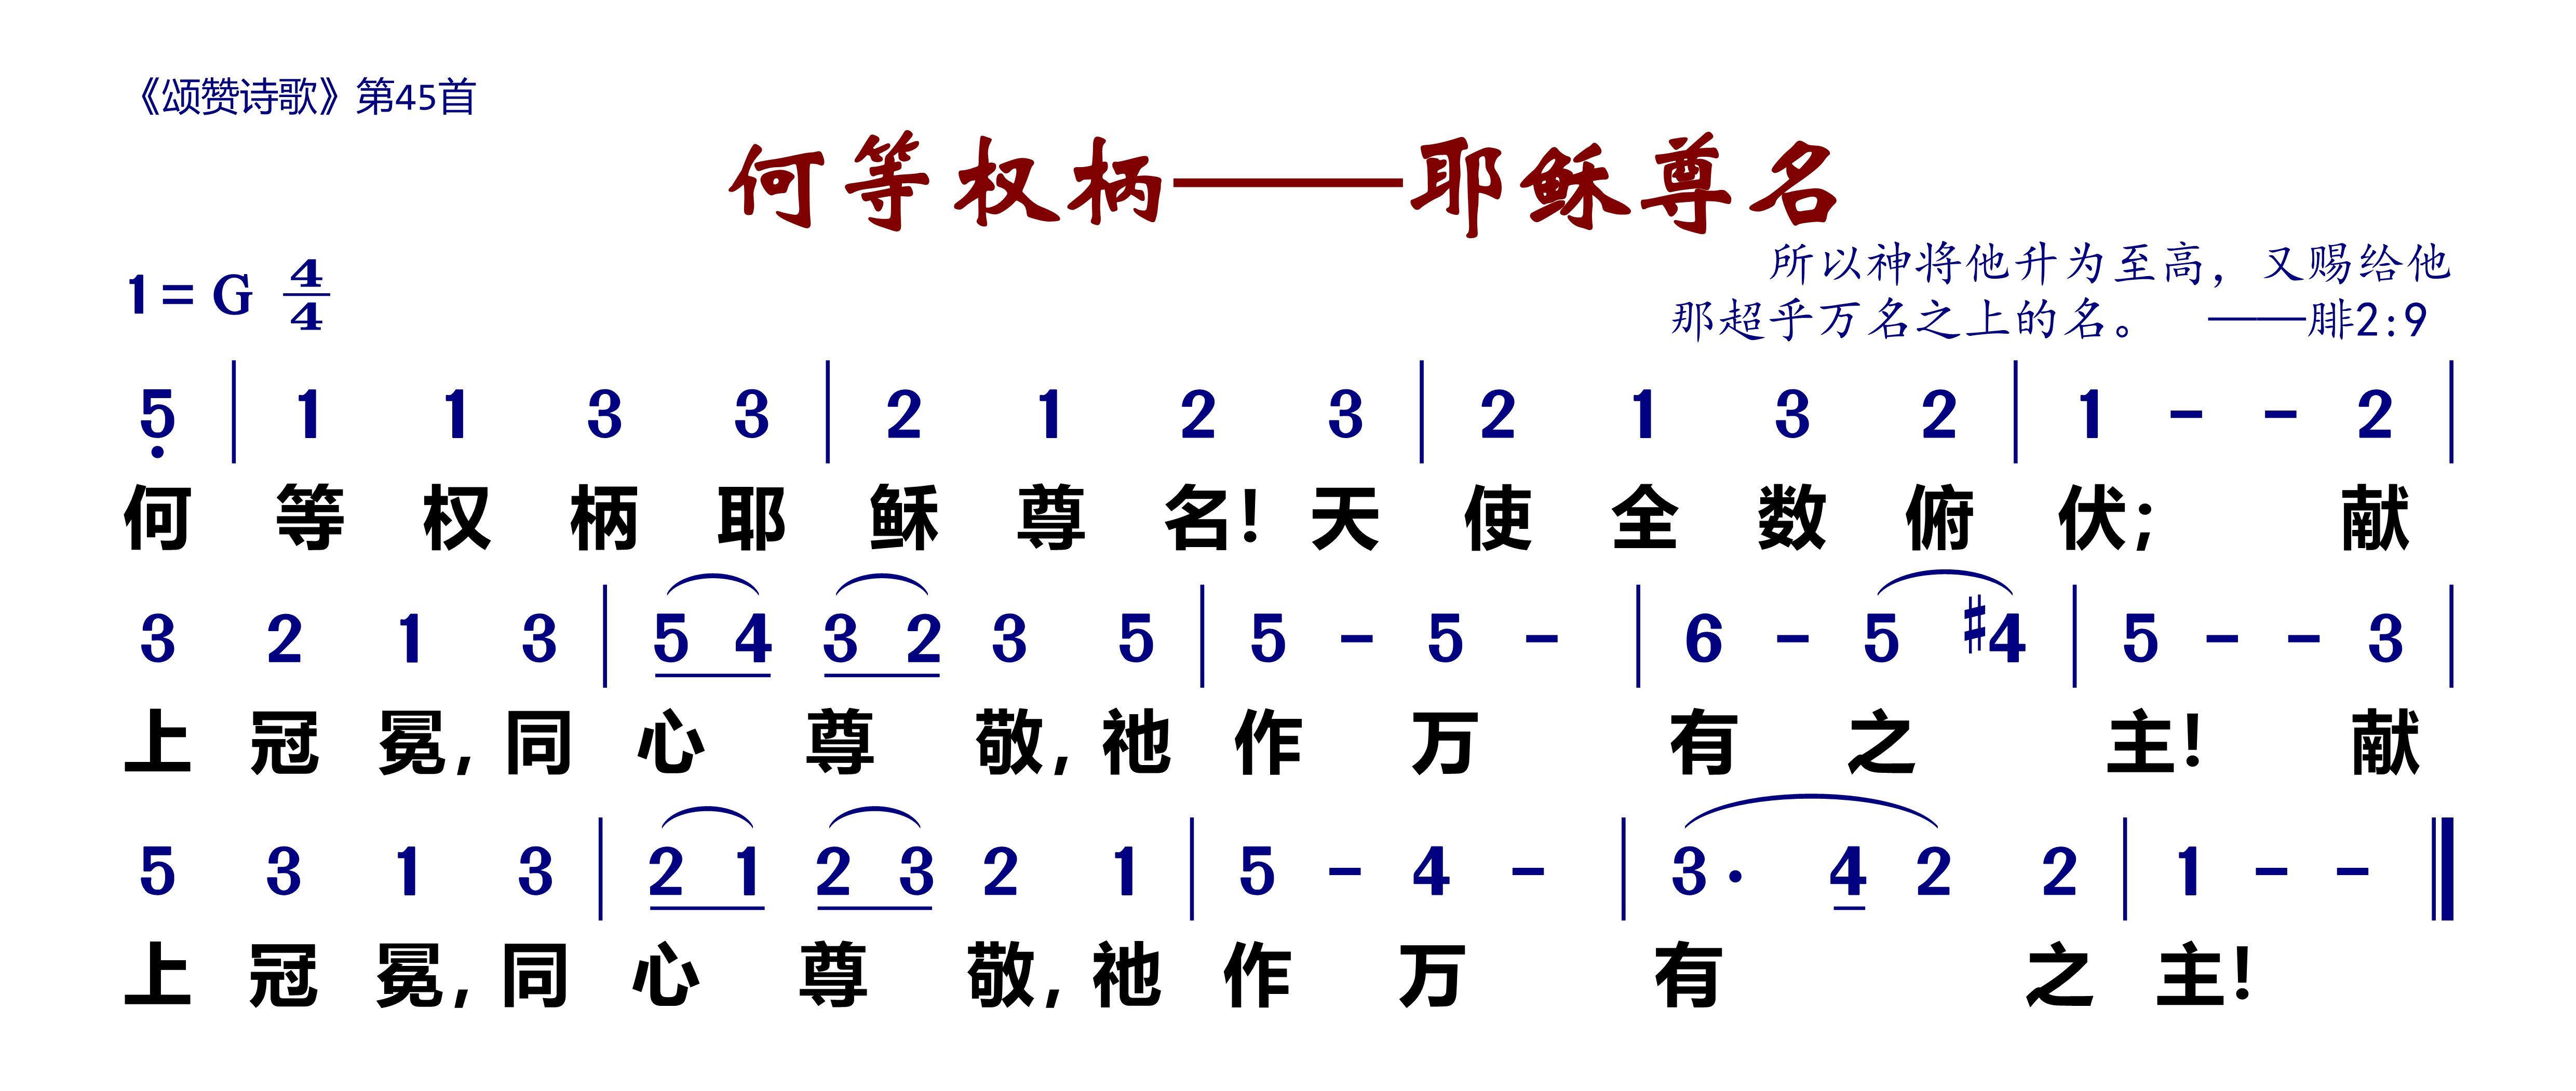 《颂赞诗歌》第45首
何等权柄——耶稣尊名
1= G 4/4
所以神将他升为至高，又赐给他
那超乎万名之上的名。 ——腓2:9
5̣ | 1 1 3 3 | 2 1 2 3 | 2 1 3 2 | 1 - - 2 |
何等权柄耶稣尊名！天使全数俯伏；献
3 2 1 3 | 5 4 3 2 3 5 | 5 - 5 - | 6 - 5 #4 | 5 - - 3 |
上冠冕，同心尊敬，祂作万有之主！献
5 3 1 3 | 2 1 2 3 2 1 | 5 - 4 - | 3 · 4 2 2 | 1 - - ‖
上冠冕，同心尊敬，祂作万有之主！